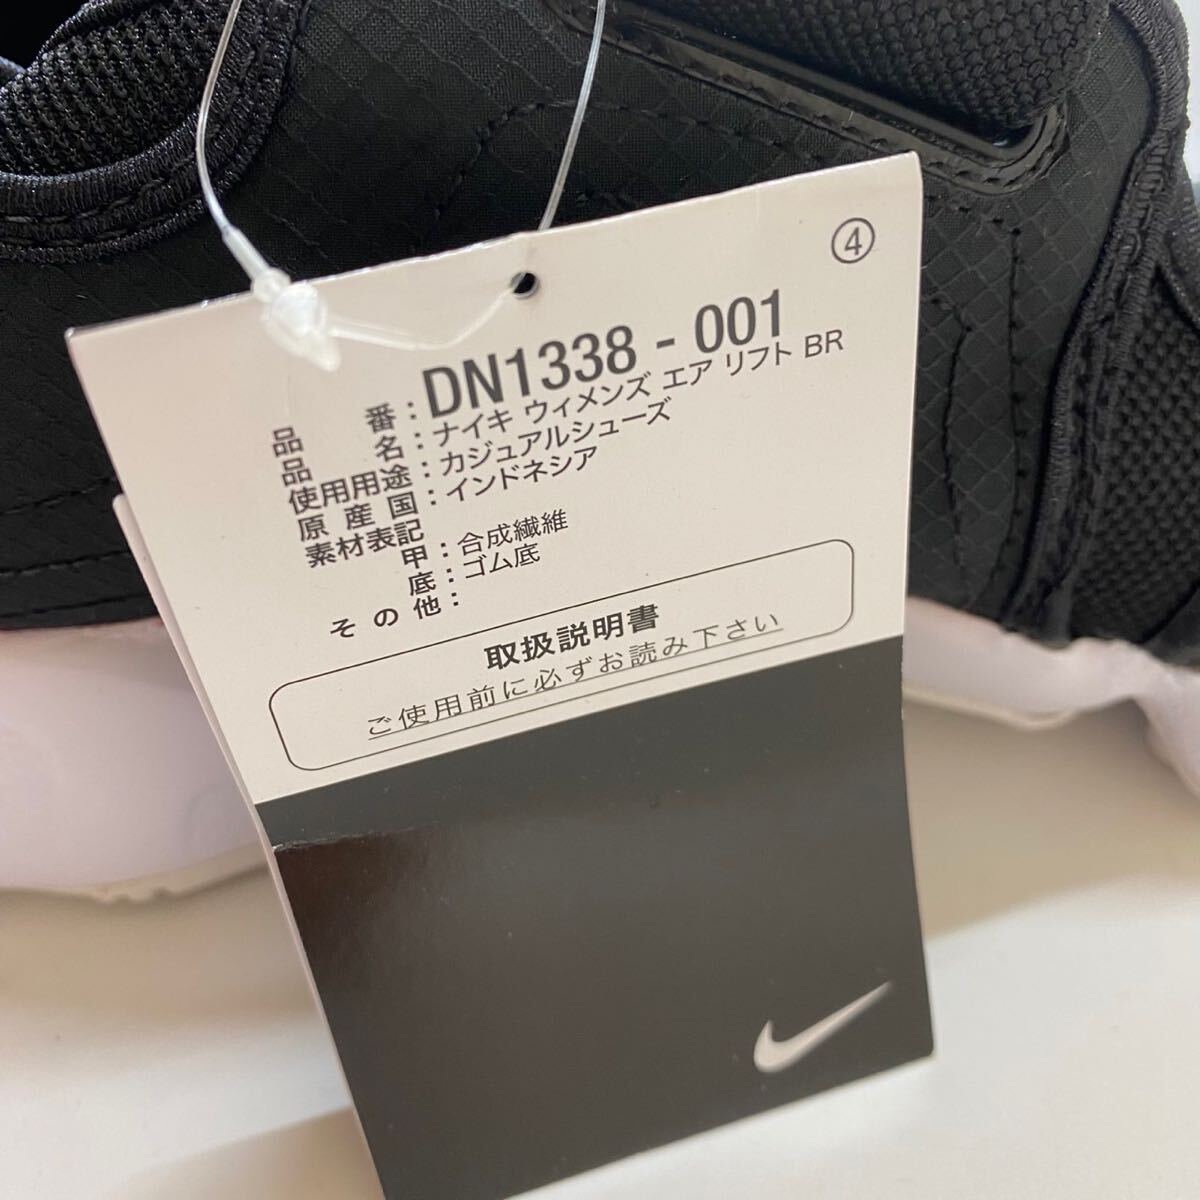 ④
品番：DN1338-001
品名：ナイキ ウィメンズ エア リフト BR
使用用途：カジュアルシューズ
原産国：インドネシア
素材表記
甲：合成繊維
底：ゴム底
その他：
取扱説明書
ご使用前に必ずお読み下さい